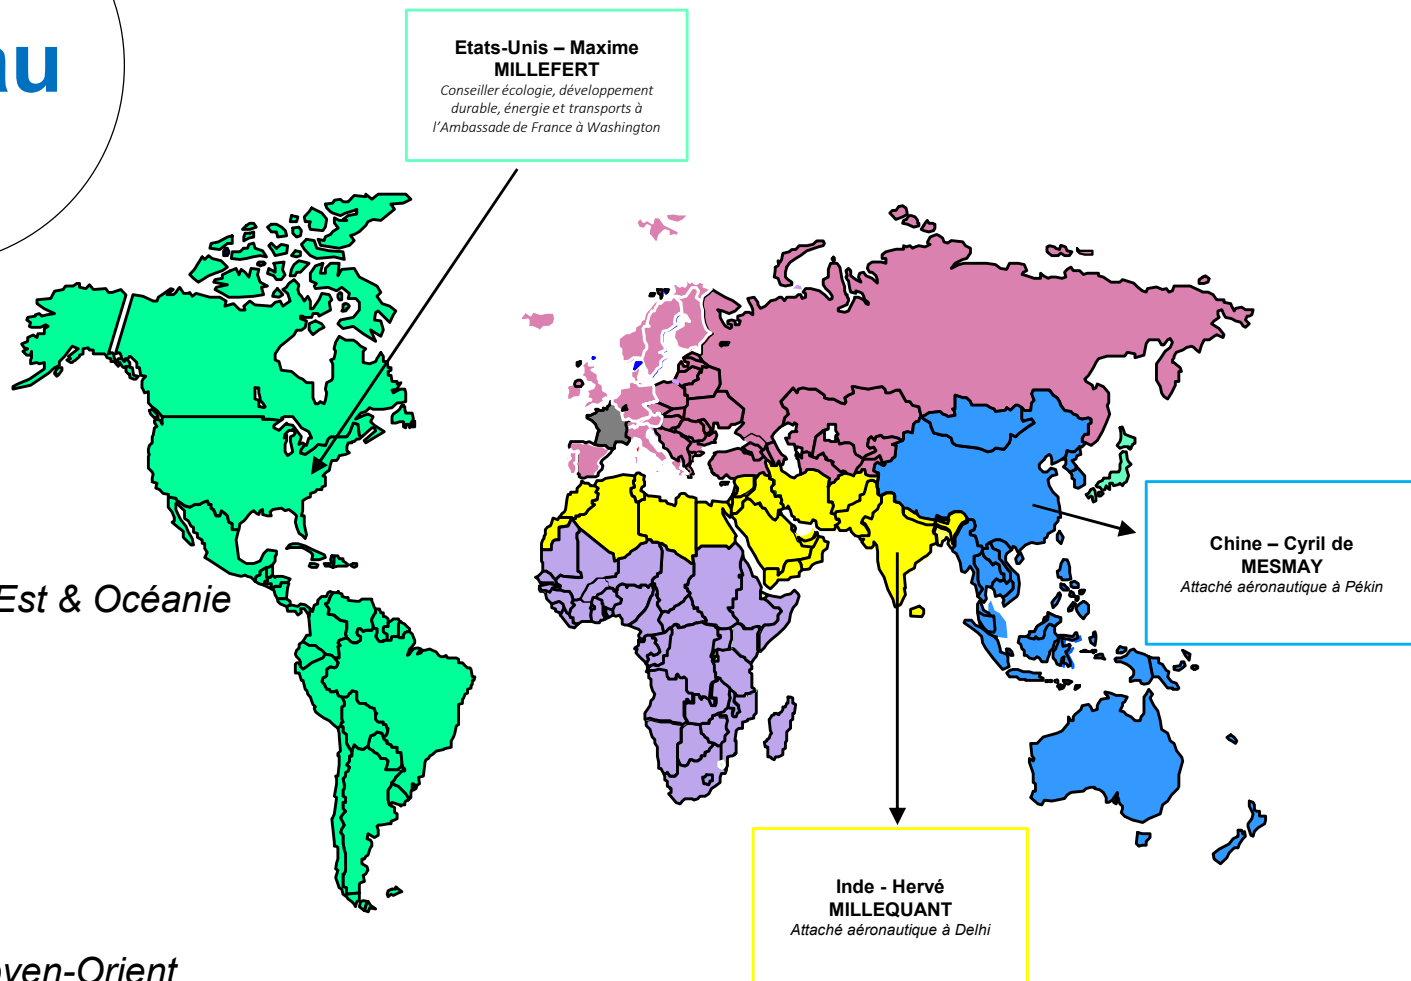 au
Etats-Unis – Maxime
MILLEFERT
Conseiller écologie, développement
durable, énergie et transports à
l'Ambassade de France à Washington
Chine – Cyril de
MESMAY
Attaché aéronautique à Pékin
Est & Océanie
Inde - Hervé
MILLEQUANT
Attaché aéronautique à Delhi
oyen-Orient